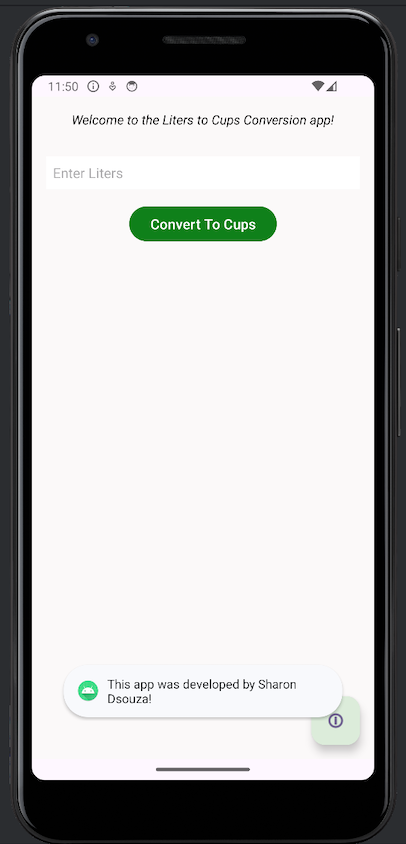 11:50
Welcome to the Liters to Cups Conversion app!
Enter Liters
Convert To Cups
This app was developed by Sharon
Dsouza!